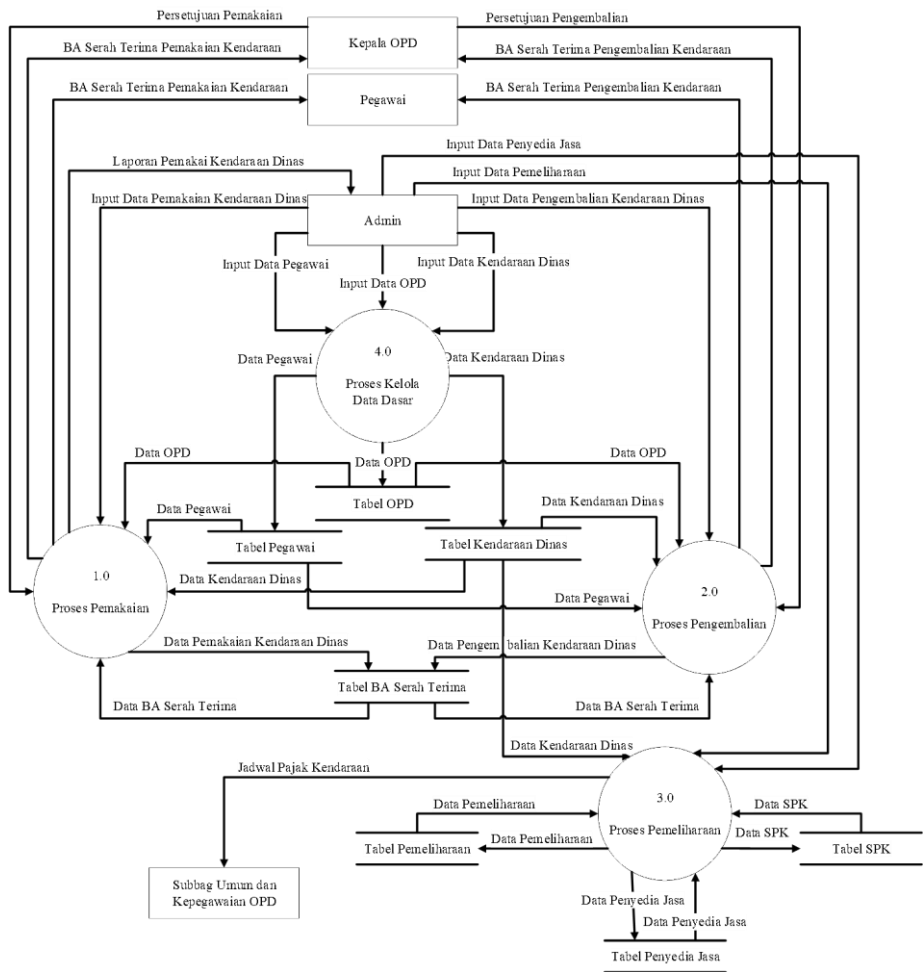 Persetujuan Pemakaian
Persetujuan Pengembalian
Kepala OPD
BA Serah Terima Pemakaian Kendaraan
BA Serah Terima Pengembalian Kendaraan
BA Serah Terima Pemakaian Kendaraan
Pegawai
BA Serah Terima Pengembalian Kendaraan
Input Data Penyedia Jasa
Laporan Pemakai Kendaraan Dinas
Input Data Pemeliharaan
Input Data Pemakaian Kendaraan Dinas
Admin
Input Data Pengembalian Kendaraan Dinas
Input Data Pegawai
Input Data Kendaraan Dinas
Input Data OPD
4.0
Proses Kelola
Data Dasar
Data Pegawai
Data Kendaraan Dinas
Data OPD
Data OPD
Data OPD
Tabel OPD
Data Pegawai
Data Kendaraan Dinas
Tabel Pegawai
Tabel Kendaraan Dinas
1.0
Proses Pemakaian
Data Kendaraan Dinas
Data Pegawai
2.0
Proses Pengembalian
Data Pemakaian Kendaraan Dinas
Data Pengembalian Kendaraan Dinas
Tabel BA Serah Terima
Data BA Serah Terima
Data BA Serah Terima
Data Kendaraan Dinas
Jadwal Pajak Kendaraan
3.0
Proses Pemeliharaan
Data Pemeliharaan
Data SPK
Data Pemeliharaan
Data SPK
Tabel Pemeliharaan
Tabel SPK
Subbag Umum dan
Kepegawaian OPD
Data Penyedia Jasa
Data Penyedia Jasa
Tabel Penyedia Jasa